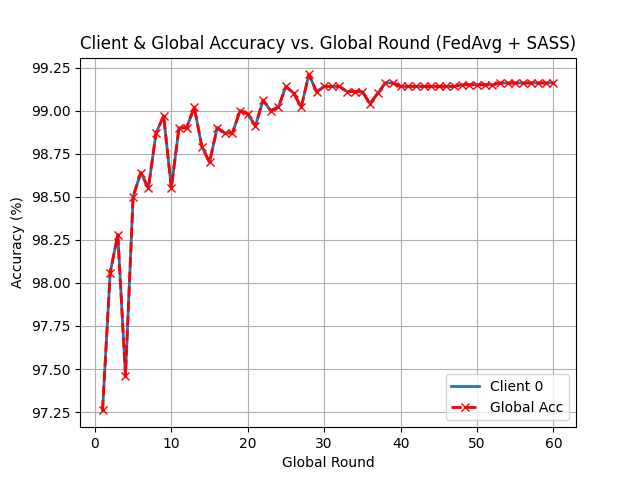 Client & Global Accuracy vs. Global Round (FedAvg + SASS)
99.25
99.00
98.75
98.50
98.25
98.00
97.75
97.50
97.25
Accuracy (%)
0 10 20 30 40 50 60
Global Round
Client 0
Global Acc